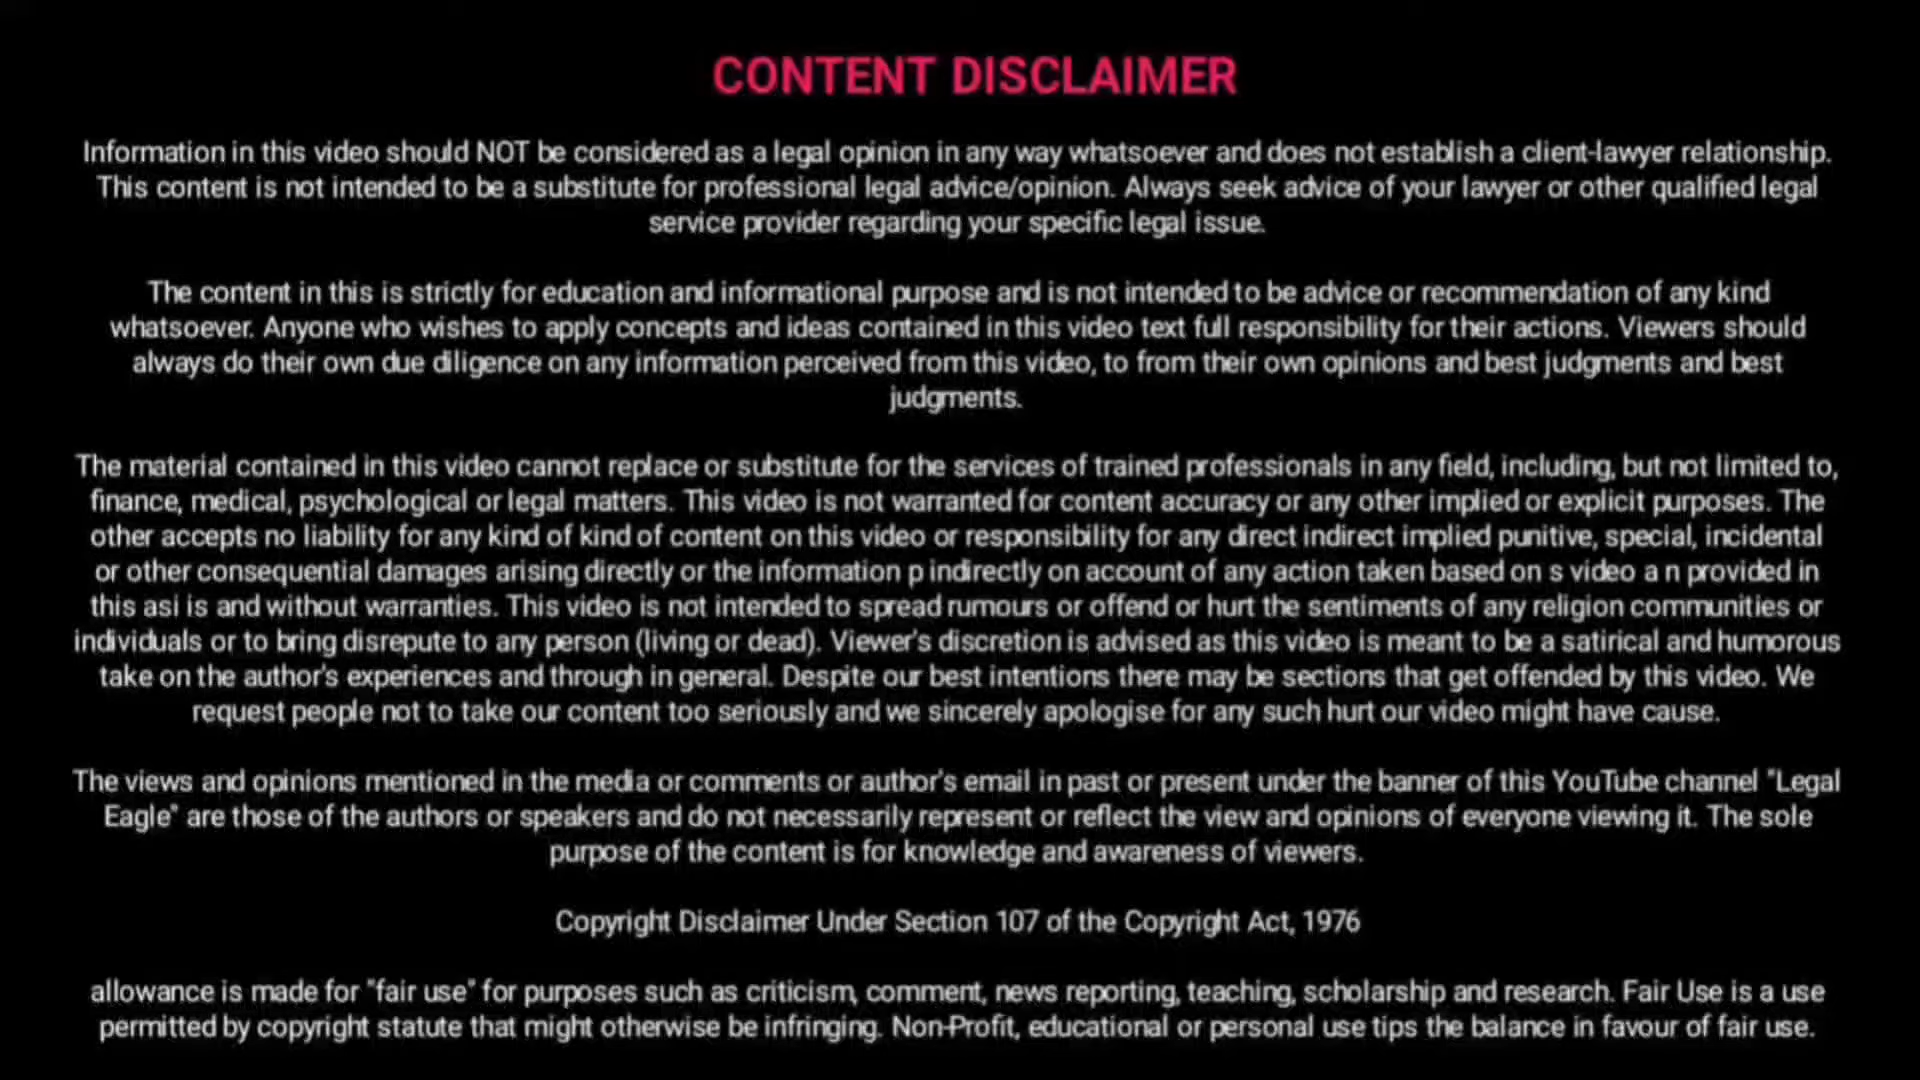 CONTENT DISCLAIMER
Information in this video should NOT be considered as a legal opinion in any way whatsoever and does not establish a client-lawyer relationship.
This content is not intended to be a substitute for professional legal advice/opinion. Always seek advice of your lawyer or other qualified legal
service provider regarding your specific legal issue.
The content in this is strictly for education and informational purpose and is not intended to be advice or recommendation of any kind
whatsoever. Anyone who wishes to apply concepts and ideas contained in this video text full responsibility for their actions. Viewers should
always do their own due diligence on any information perceived from this video, to from their own opinions and best judgments and best
judgments.
The material contained in this video cannot replace or substitute for the services of trained professionals in any field, including, but not limited to,
finance, medical, psychological or legal matters. This video is not warranted for content accuracy or any other implied or explicit purposes. The
other accepts no liability for any kind of kind of content on this video or responsibility for any direct indirect implied punitive, special, incidental
or other consequential damages arising directly or the information p indirectly on account of any action taken based on s video a n provided in
this asi is and without warranties. This video is not intended to spread rumours or offend or hurt the sentiments of any religion communities or
individuals or to bring disrepute to any person (living or dead). Viewer's discretion is advised as this video is meant to be a satirical and humorous
take on the author's experiences and through in general. Despite our best intentions there may be sections that get offended by this video. We
request people not to take our content too seriously and we sincerely apologise for any such hurt our video might have cause.
The views and opinions mentioned in the media or comments or author's email in past or present under the banner of this YouTube channel "Legal
Eagle" are those of the authors or speakers and do not necessarily represent or reflect the view and opinions of everyone viewing it. The sole
purpose of the content is for knowledge and awareness of viewers.
Copyright Disclaimer Under Section 107 of the Copyright Act, 1976
allowance is made for "fair use" for purposes such as criticism, comment, news reporting, teaching, scholarship and research. Fair Use is a use
permitted by copyright statute that might otherwise be infringing. Non-Profit, educational or personal use tips the balance in favour of fair use.